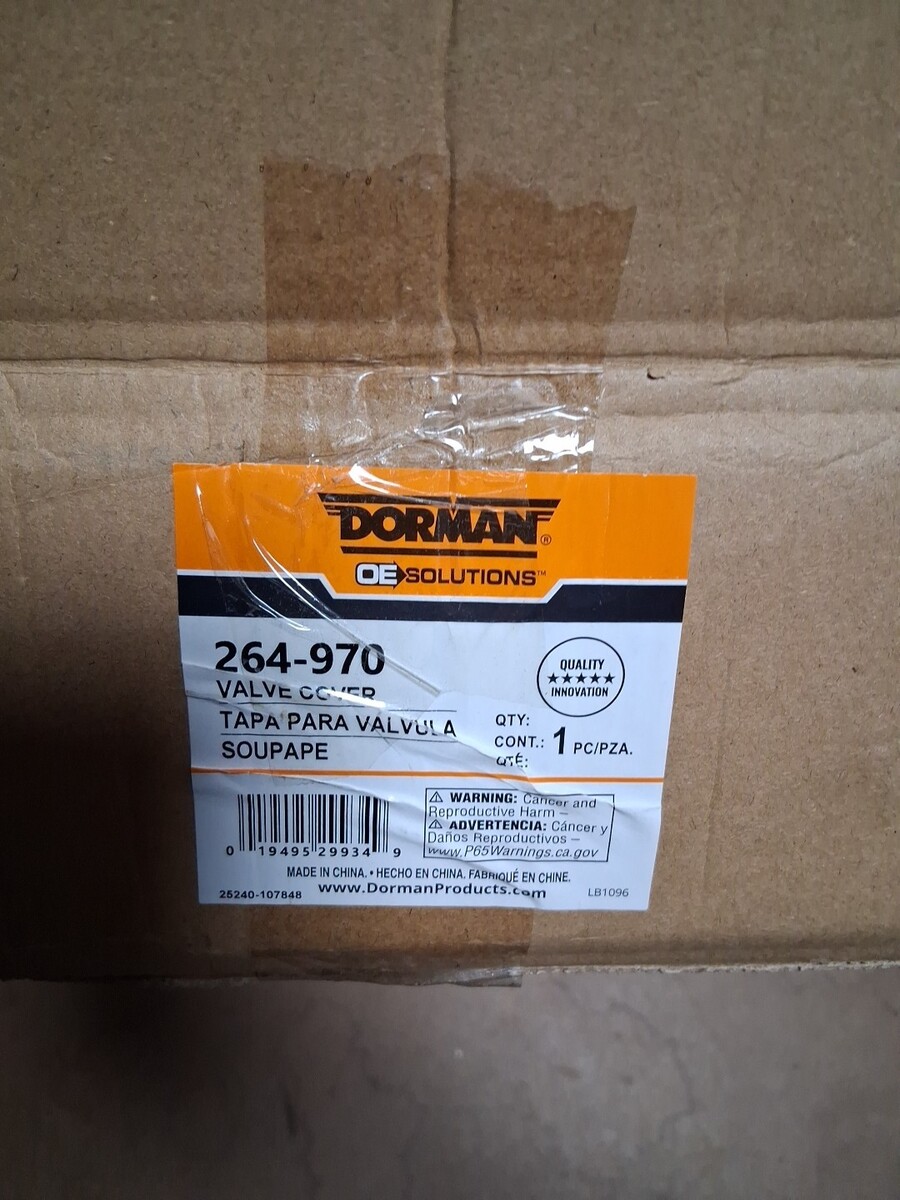 DORMAN®
OE SOLUTIONS™
264-970
VALVE COVER
TAPA PARA VÁLVULA
SOUPAPE
QUALITY
★★★★★
INNOVATION
QTY:
CONT.: 1 PC/PZA.
QTÉ:
⚠ WARNING: Cancer and
Reproductive Harm –
⚠ ADVERTENCIA: Cáncer y
Daños Reproductivos –
www.P65Warnings.ca.gov
0 19495 29934 9
MADE IN CHINA. • HECHO EN CHINA. FABRIQUÉ EN CHINE.
25240-107848
www.DormanProducts.com
LB1096